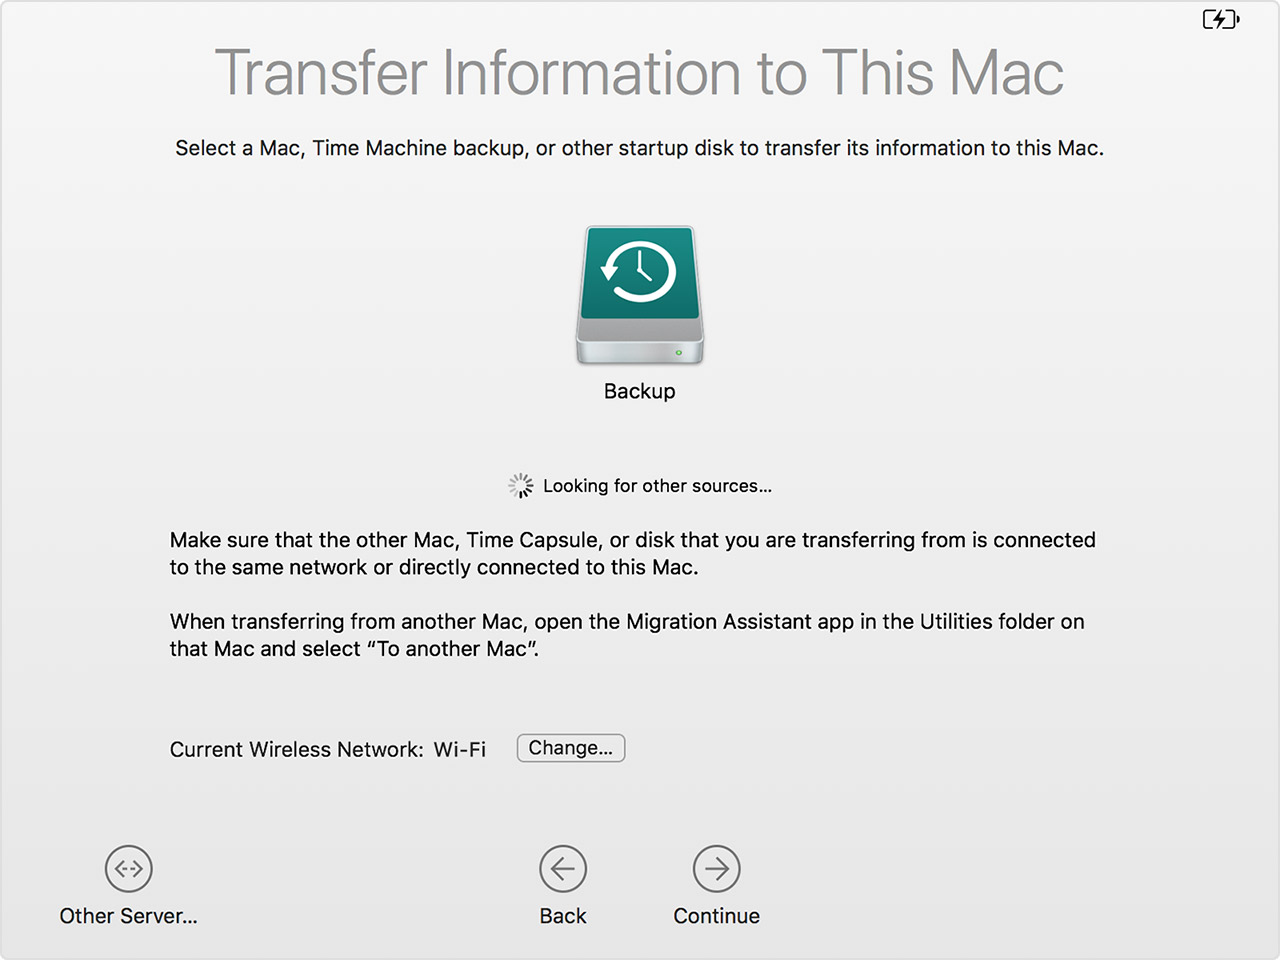 Transfer Information to This Mac
Select a Mac, Time Machine backup, or other startup disk to transfer its information to this Mac.
Backup
Looking for other sources...
Make sure that the other Mac, Time Capsule, or disk that you are transferring from is connected
to the same network or directly connected to this Mac.
When transferring from another Mac, open the Migration Assistant app in the Utilities folder on
that Mac and select “To another Mac”.
Current Wireless Network: Wi-Fi Change...
Other Server... Back Continue